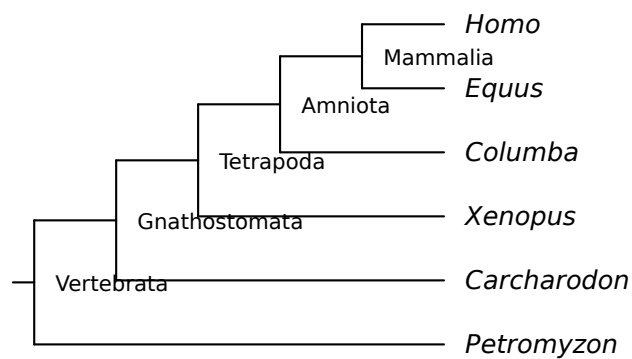 Homo
Mammalia
Equus
Amniota
Columba
Tetrapoda
Xenopus
Gnathostomata
Carcharodon
Vertebrata
Petromyzon